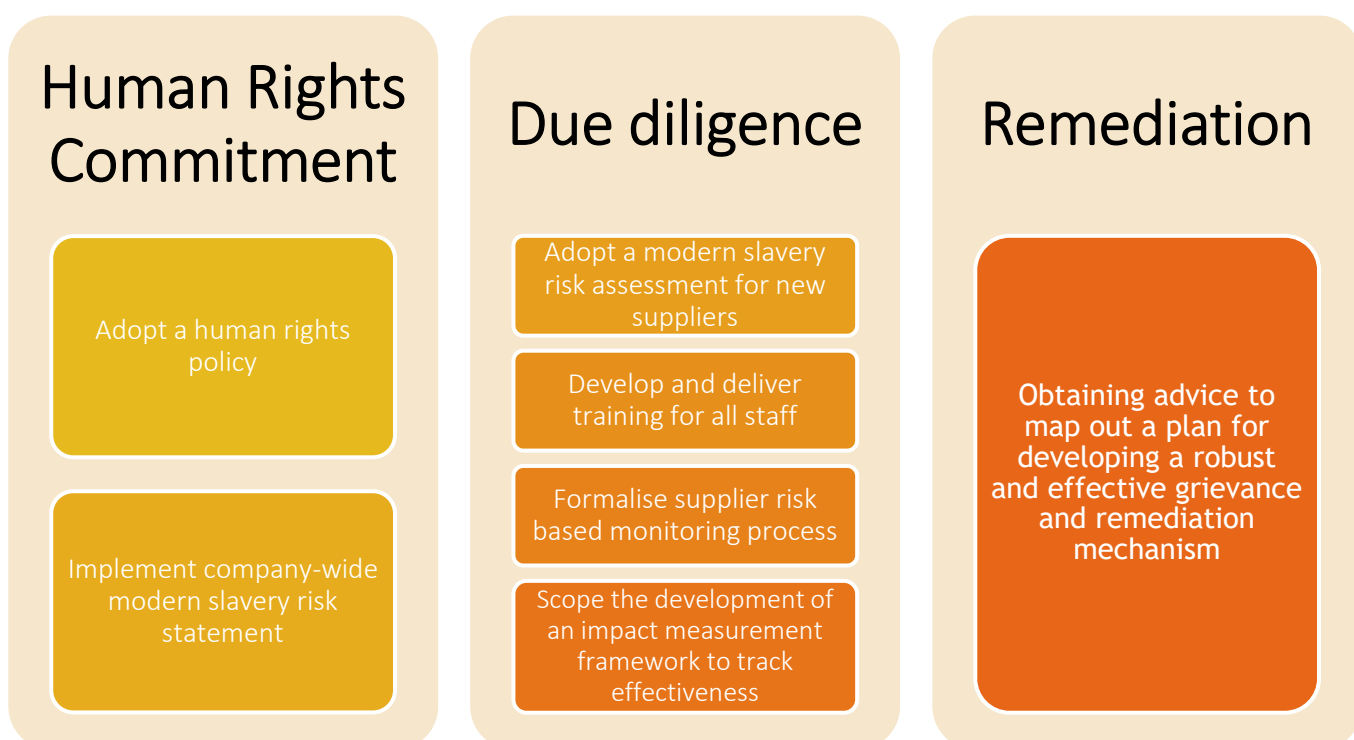 Human Rights
Commitment
Adopt a human rights
policy
Implement company-wide
modern slavery risk
statement
Due diligence
Adopt a modern slavery
risk assessment for new
suppliers
Develop and deliver
training for all staff
Formalise supplier risk
based monitoring process
Scope the development of
an impact measurement
framework to track
effectiveness
Remediation
Obtaining advice to
map out a plan for
developing a robust
and effective grievance
and remediation
mechanism